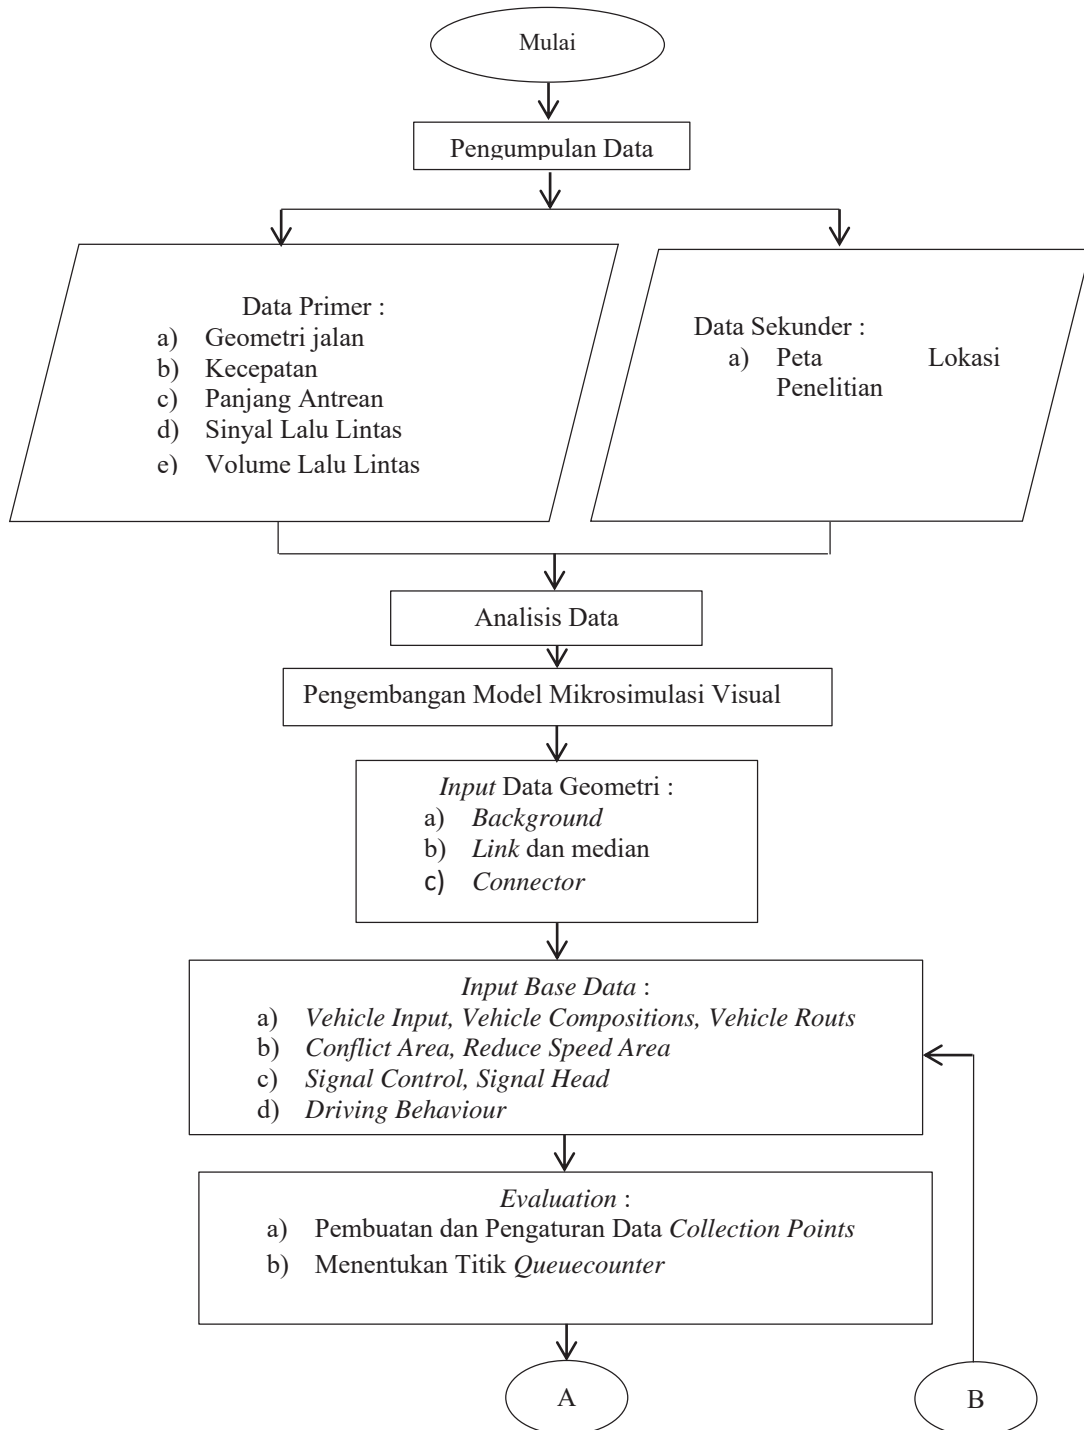 Mulai
Pengumpulan Data
Data Primer :
a) Geometri jalan
b) Kecepatan
c) Panjang Antrean
d) Sinyal Lalu Lintas
e) Volume Lalu Lintas
Data Sekunder :
a) Peta Lokasi
Penelitian
Analisis Data
Pengembangan Model Mikrosimulasi Visual
Input Data Geometri :
a) Background
b) Link dan median
c) Connector
Input Base Data :
a) Vehicle Input, Vehicle Compositions, Vehicle Routs
b) Conflict Area, Reduce Speed Area
c) Signal Control, Signal Head
d) Driving Behaviour
Evaluation :
a) Pembuatan dan Pengaturan Data Collection Points
b) Menentukan Titik Queuecounter
A
B